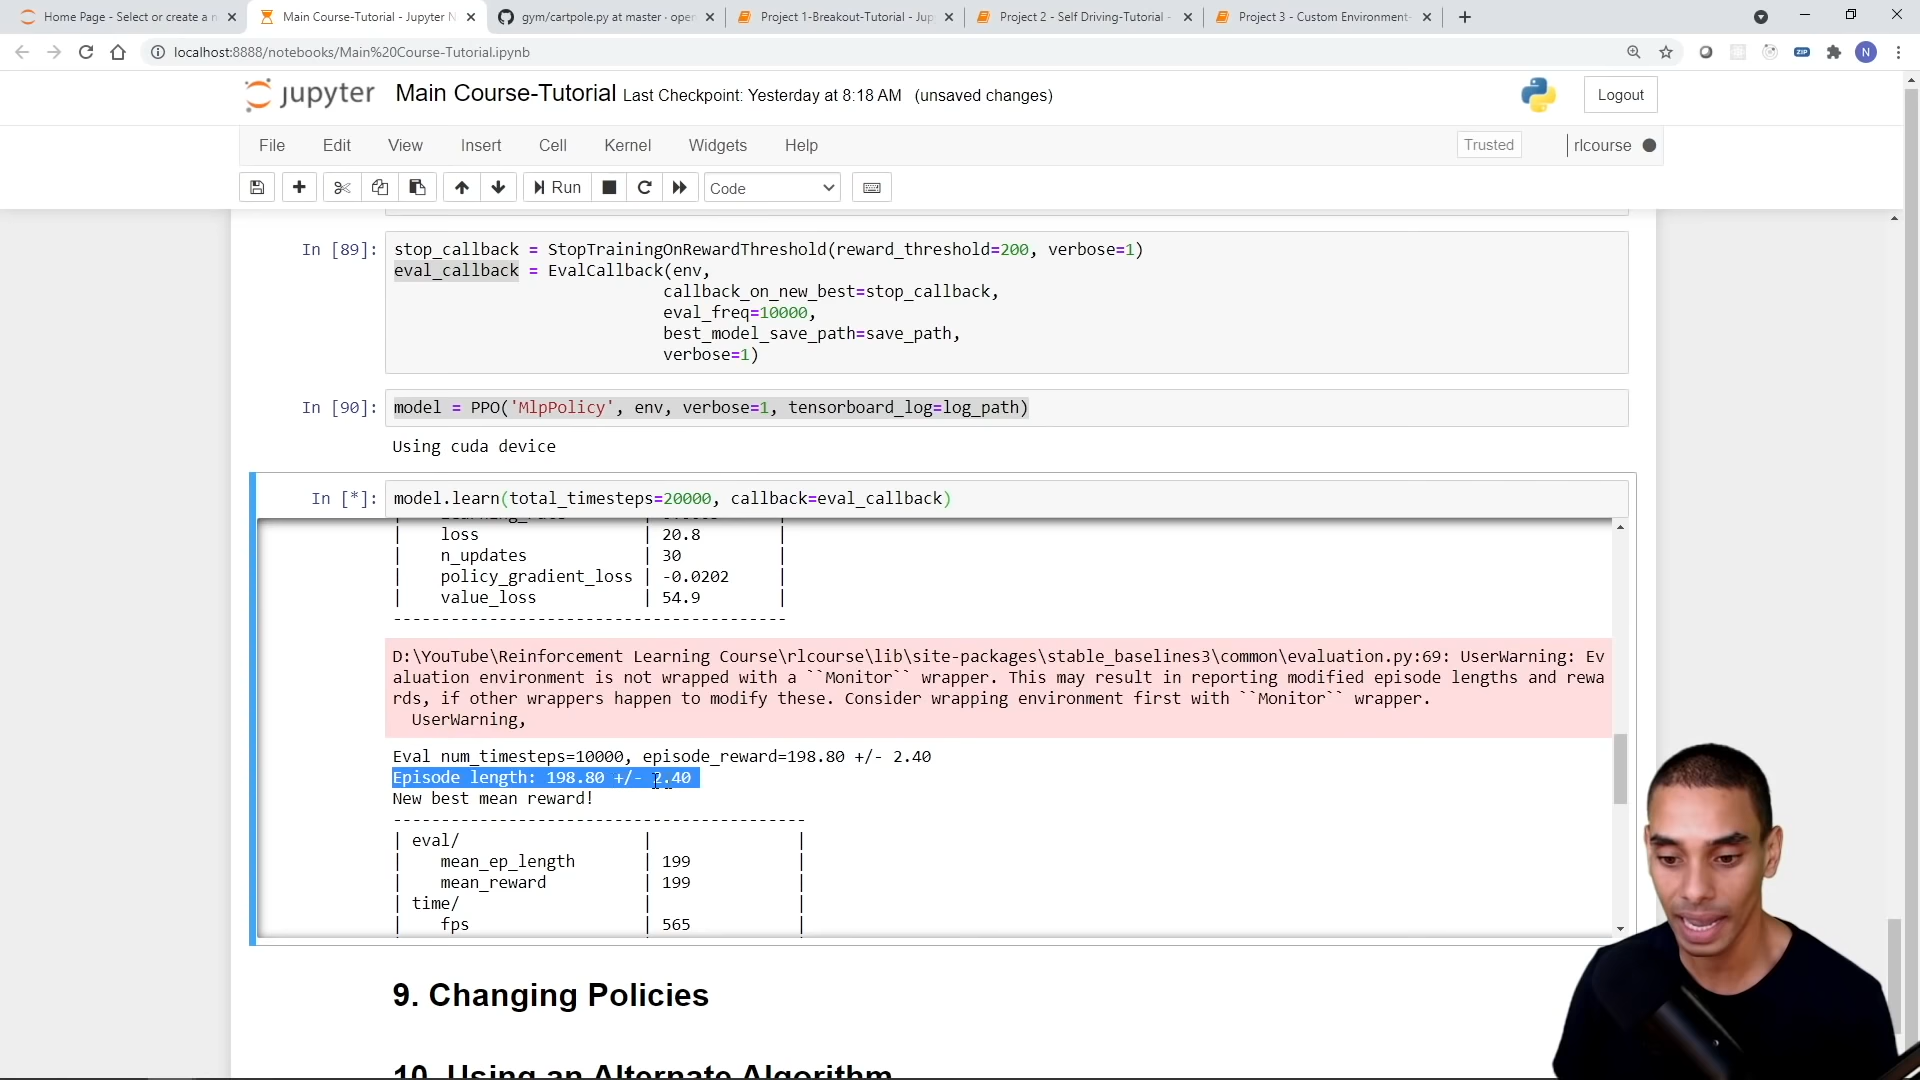 Home Page - Select or create a n
Main Course-Tutorial - Jupyter N
gym/cartpole.py at master · open
Project 1-Breakout-Tutorial - Jup
Project 2 - Self Driving-Tutorial -
Project 3 - Custom Environment-
localhost:8888/notebooks/Main%20Course-Tutorial.ipynb
ZIP
N
jupyter Main Course-Tutorial Last Checkpoint: Yesterday at 8:18 AM (unsaved changes)
Logout
File Edit View Insert Cell Kernel Widgets Help
Trusted
rlcourse
Run
Code
In [89]: stop_callback = StopTrainingOnRewardThreshold(reward_threshold=200, verbose=1)
eval_callback = EvalCallback(env,
callback_on_new_best=stop_callback,
eval_freq=10000,
best_model_save_path=save_path,
verbose=1)
In [90]: model = PPO('MlpPolicy', env, verbose=1, tensorboard_log=log_path)
Using cuda device
In [*]: model.learn(total_timesteps=20000, callback=eval_callback)
| loss | 20.8 |
| n_updates | 30 |
| policy_gradient_loss | -0.0202 |
| value_loss | 54.9 |
-----------------------------------------
D:\YouTube\Reinforcement Learning Course\rlcourse\lib\site-packages\stable_baselines3\common\evaluation.py:69: UserWarning: Ev
aluation environment is not wrapped with a ``Monitor`` wrapper. This may result in reporting modified episode lengths and rewa
rds, if other wrappers happen to modify these. Consider wrapping environment first with ``Monitor`` wrapper.
UserWarning,
Eval num_timesteps=10000, episode_reward=198.80 +/- 2.40
Episode length: 198.80 +/- 2.40
New best mean reward!
-------------------------------------------
| eval/ | |
| mean_ep_length | 199 |
| mean_reward | 199 |
| time/ | |
| fps | 565 |
9. Changing Policies
10. Using an Alternate Algorithm